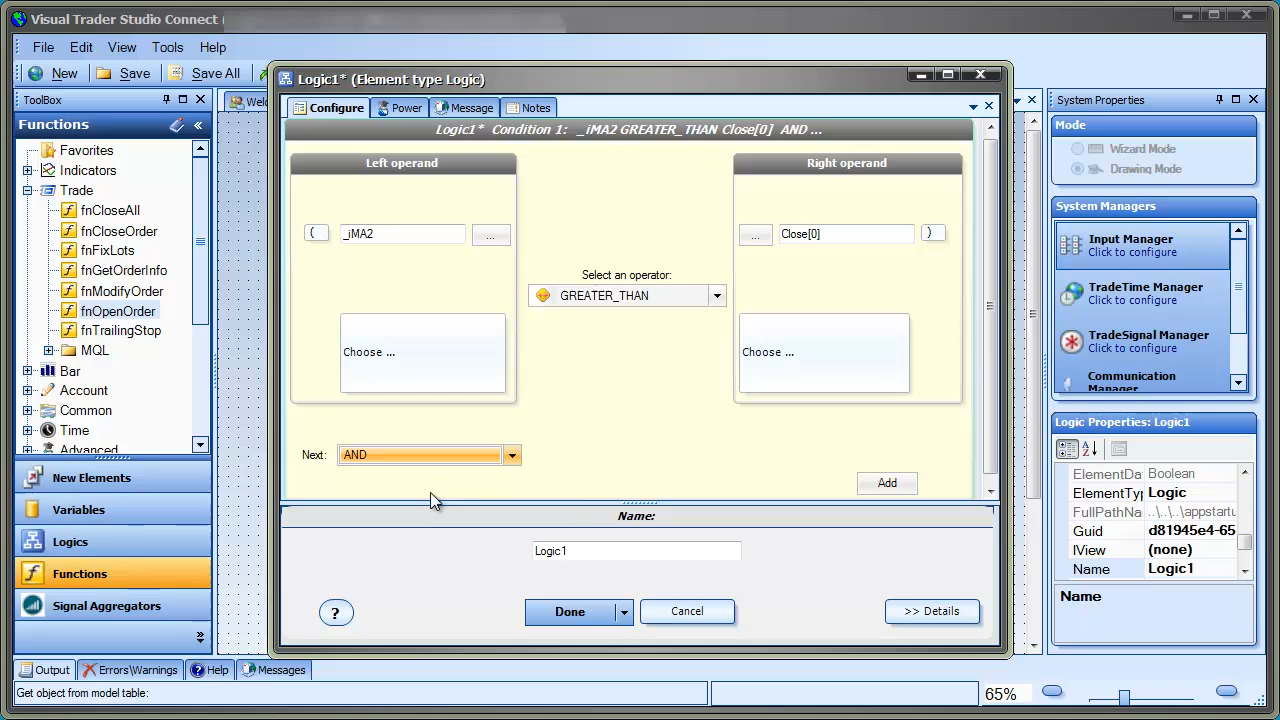 Visual Trader Studio Connect (
File Edit View Tools Help
New Save Save All
ToolBox
Functions
Favorites
Indicators
Trade
fnCloseAll
fnCloseOrder
fnFixLots
fnGetOrderInfo
fnModifyOrder
fnOpenOrder
fnTrailingStop
MQL
Bar
Account
Common
Time
Advanced
New Elements
Variables
Logics
Functions
Signal Aggregators
Output Errors\Warnings Help Messages
Get object from model table:
Welc
Logic1* (Element type Logic)
Configure Power Message Notes
Logic1* Condition 1: _iMA2 GREATER_THAN Close[0] AND ...
Left operand
( _iMA2 ...
Choose ...
Select an operator:
GREATER_THAN
Right operand
... Close[0] )
Choose ...
Next: AND
Add
Name:
Logic1
? Done Cancel >> Details
System Properties
Mode
Wizard Mode
Drawing Mode
System Managers
Input Manager
Click to configure
TradeTime Manager
Click to configure
TradeSignal Manager
Click to configure
Communication
Manager
Logic Properties: Logic1
ElementDa Boolean
ElementTyp Logic
FullPathNa ..\..\..\appstartu
Guid d81945e4-65
IView (none)
Name Logic1
Name
65%